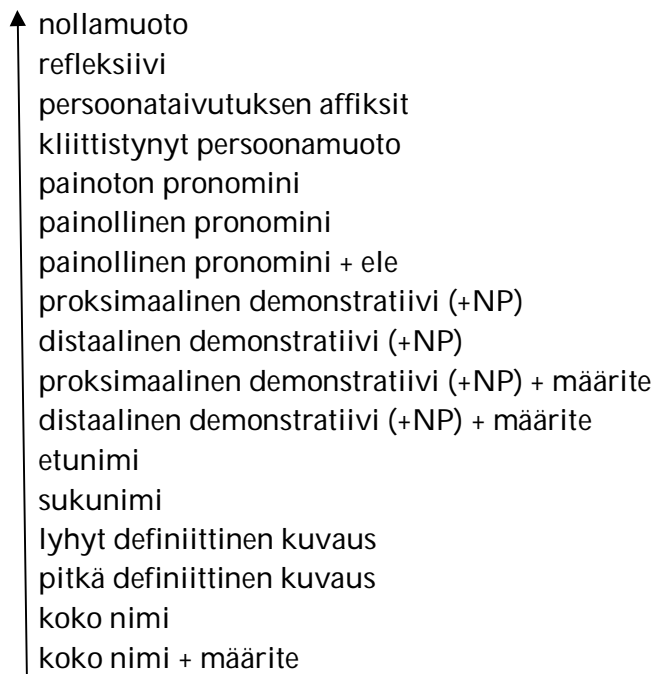 nollamuoto
refleksiivi
persoonataivutuksen affiksit
kliittistynyt persoonamuoto
painoton pronomini
painollinen pronomini
painollinen pronomini + ele
proksimaalinen demonstratiivi (+NP)
distaalinen demonstratiivi (+NP)
proksimaalinen demonstratiivi (+NP) + määrite
distaalinen demonstratiivi (+NP) + määrite
etunimi
sukunimi
lyhyt definiittinen kuvaus
pitkä definiittinen kuvaus
koko nimi
koko nimi + määrite